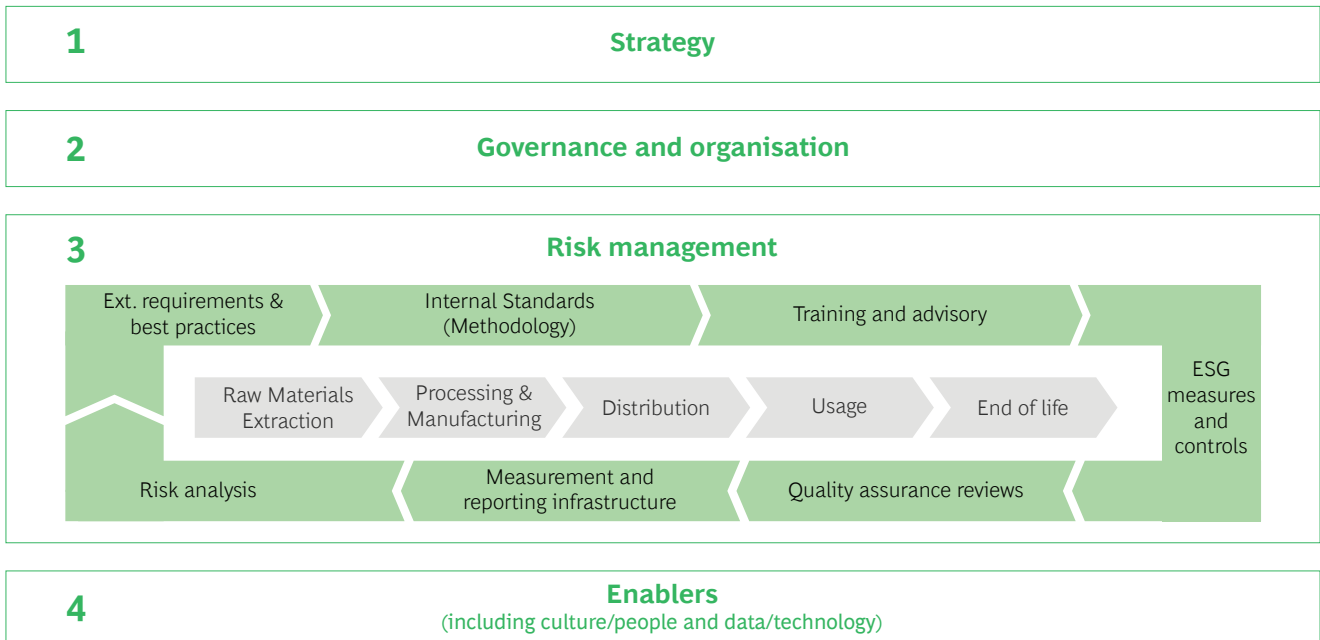 1
Strategy
2
Governance and organisation
3
Risk management
Ext. requirements &
best practices
Internal Standards
(Methodology)
Training and advisory
ESG
measures
and
controls
Raw Materials
Extraction
Processing &
Manufacturing
Distribution
Usage
End of life
Risk analysis
Measurement and
reporting infrastructure
Quality assurance reviews
4
Enablers
(including culture/people and data/technology)